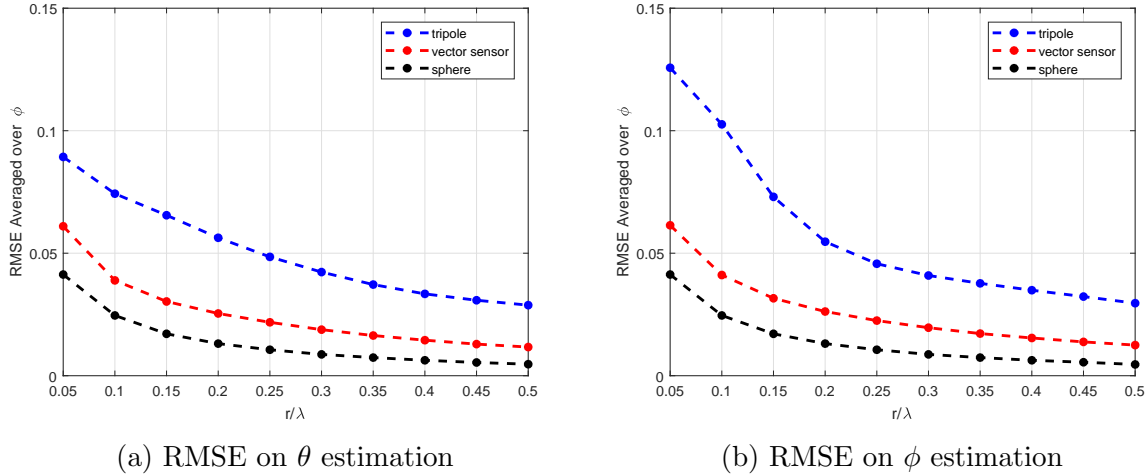 0.15
0.1
0.05
0
RMSE Averaged over ϕ
tripole
vector sensor
sphere
0.05 0.1 0.15 0.2 0.25 0.3 0.35 0.4 0.45 0.5
r/λ
(a) RMSE on θ estimation
0.15
0.1
0.05
0
RMSE Averaged over ϕ
tripole
vector sensor
sphere
0.05 0.1 0.15 0.2 0.25 0.3 0.35 0.4 0.45 0.5
r/λ
(b) RMSE on ϕ estimation